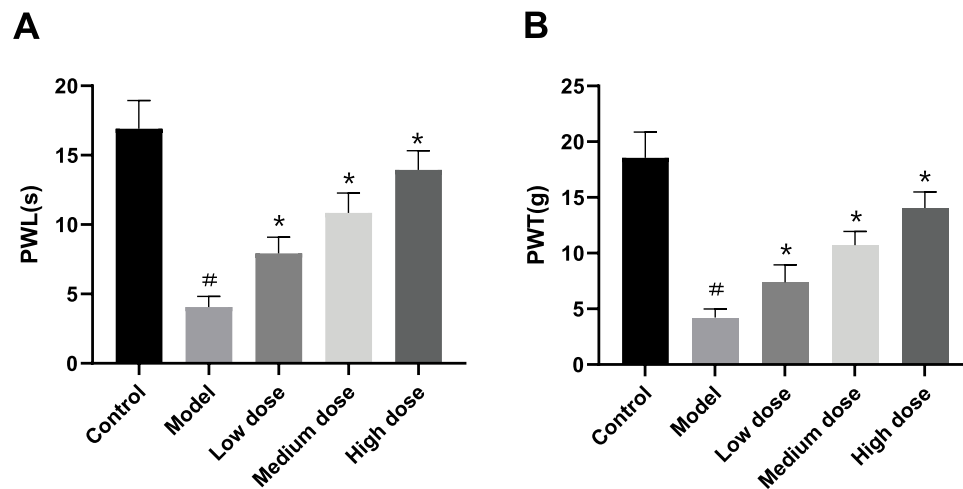 A
PWL(s)
20
15
10
5
0
#
*
*
*
Control
Model
Low dose
Medium dose
High dose
B
PWT(g)
25
20
15
10
5
0
#
*
*
*
Control
Model
Low dose
Medium dose
High dose